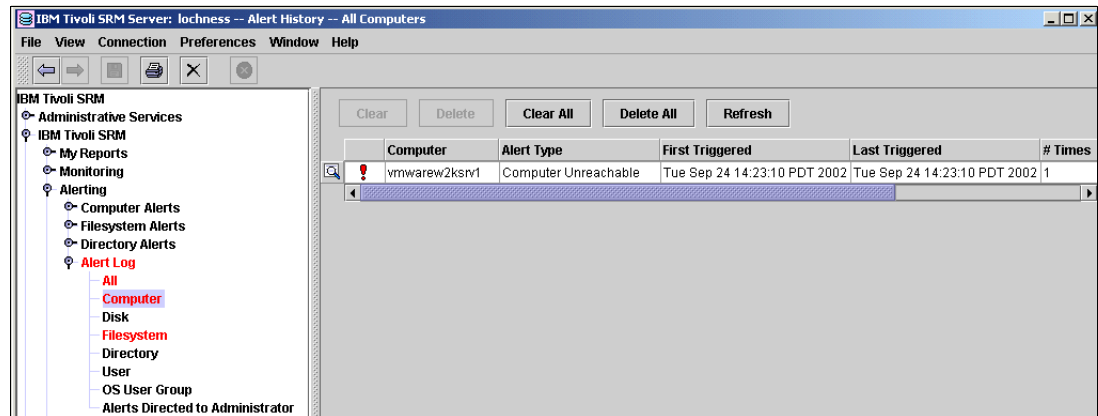 IBM Tivoli SRM Server: lochness -- Alert History -- All Computers
File View Connection Preferences Window Help
IBM Tivoli SRM
Administrative Services
IBM Tivoli SRM
My Reports
Monitoring
Alerting
Computer Alerts
Filesystem Alerts
Directory Alerts
Alert Log
All
Computer
Disk
Filesystem
Directory
User
OS User Group
Alerts Directed to Administrator
Clear Delete Clear All Delete All Refresh
Computer Alert Type First Triggered Last Triggered # Times
vmwarew2ksrv1 Computer Unreachable Tue Sep 24 14:23:10 PDT 2002 Tue Sep 24 14:23:10 PDT 2002 1